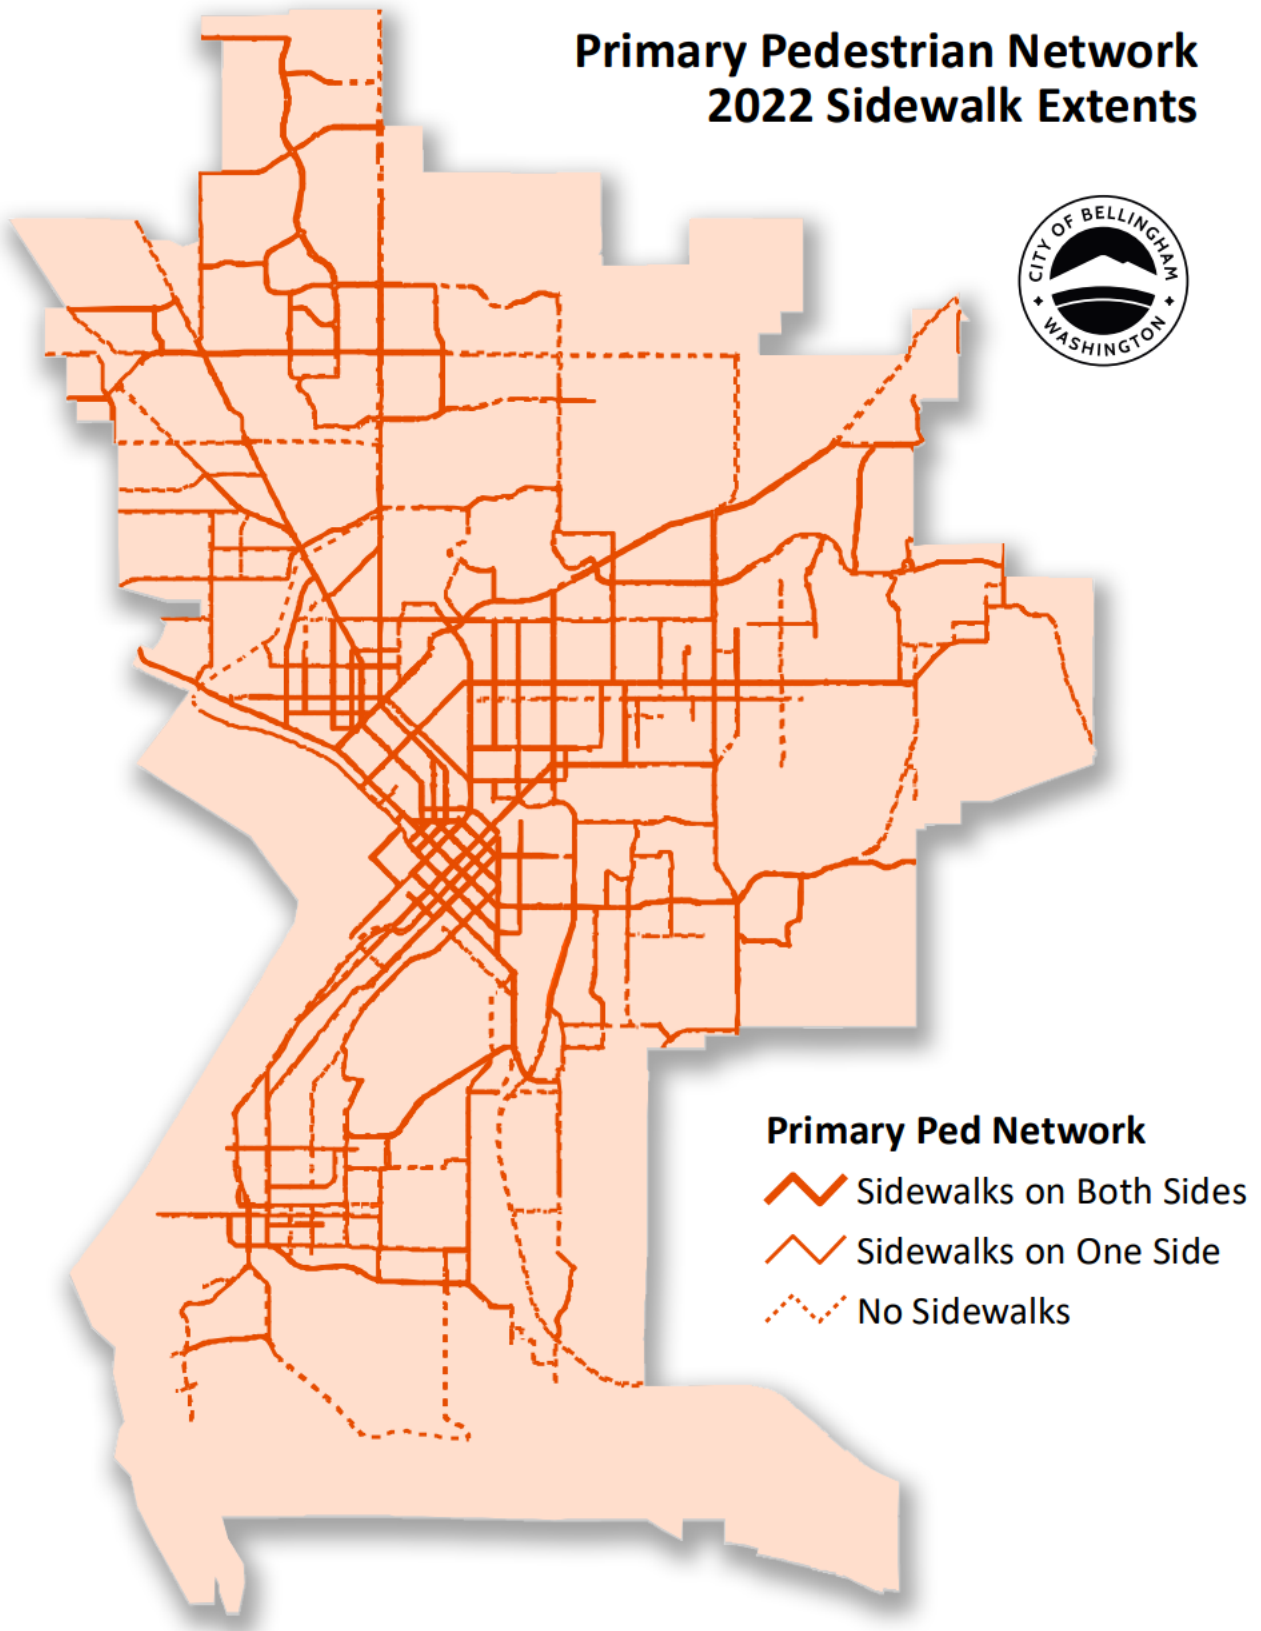 Primary Pedestrian Network
2022 Sidewalk Extents
CITY OF BELLINGHAM
WASHINGTON
Primary Ped Network
Sidewalks on Both Sides
Sidewalks on One Side
No Sidewalks